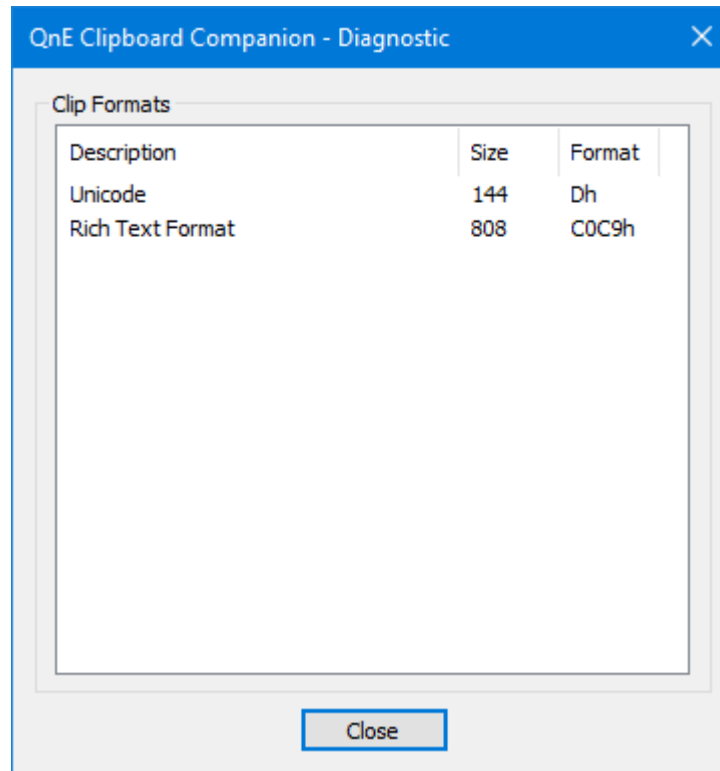 QnE Clipboard Companion - Diagnostic
Clip Formats
Description Size Format
Unicode 144 Dh
Rich Text Format 808 C0C9h
Close